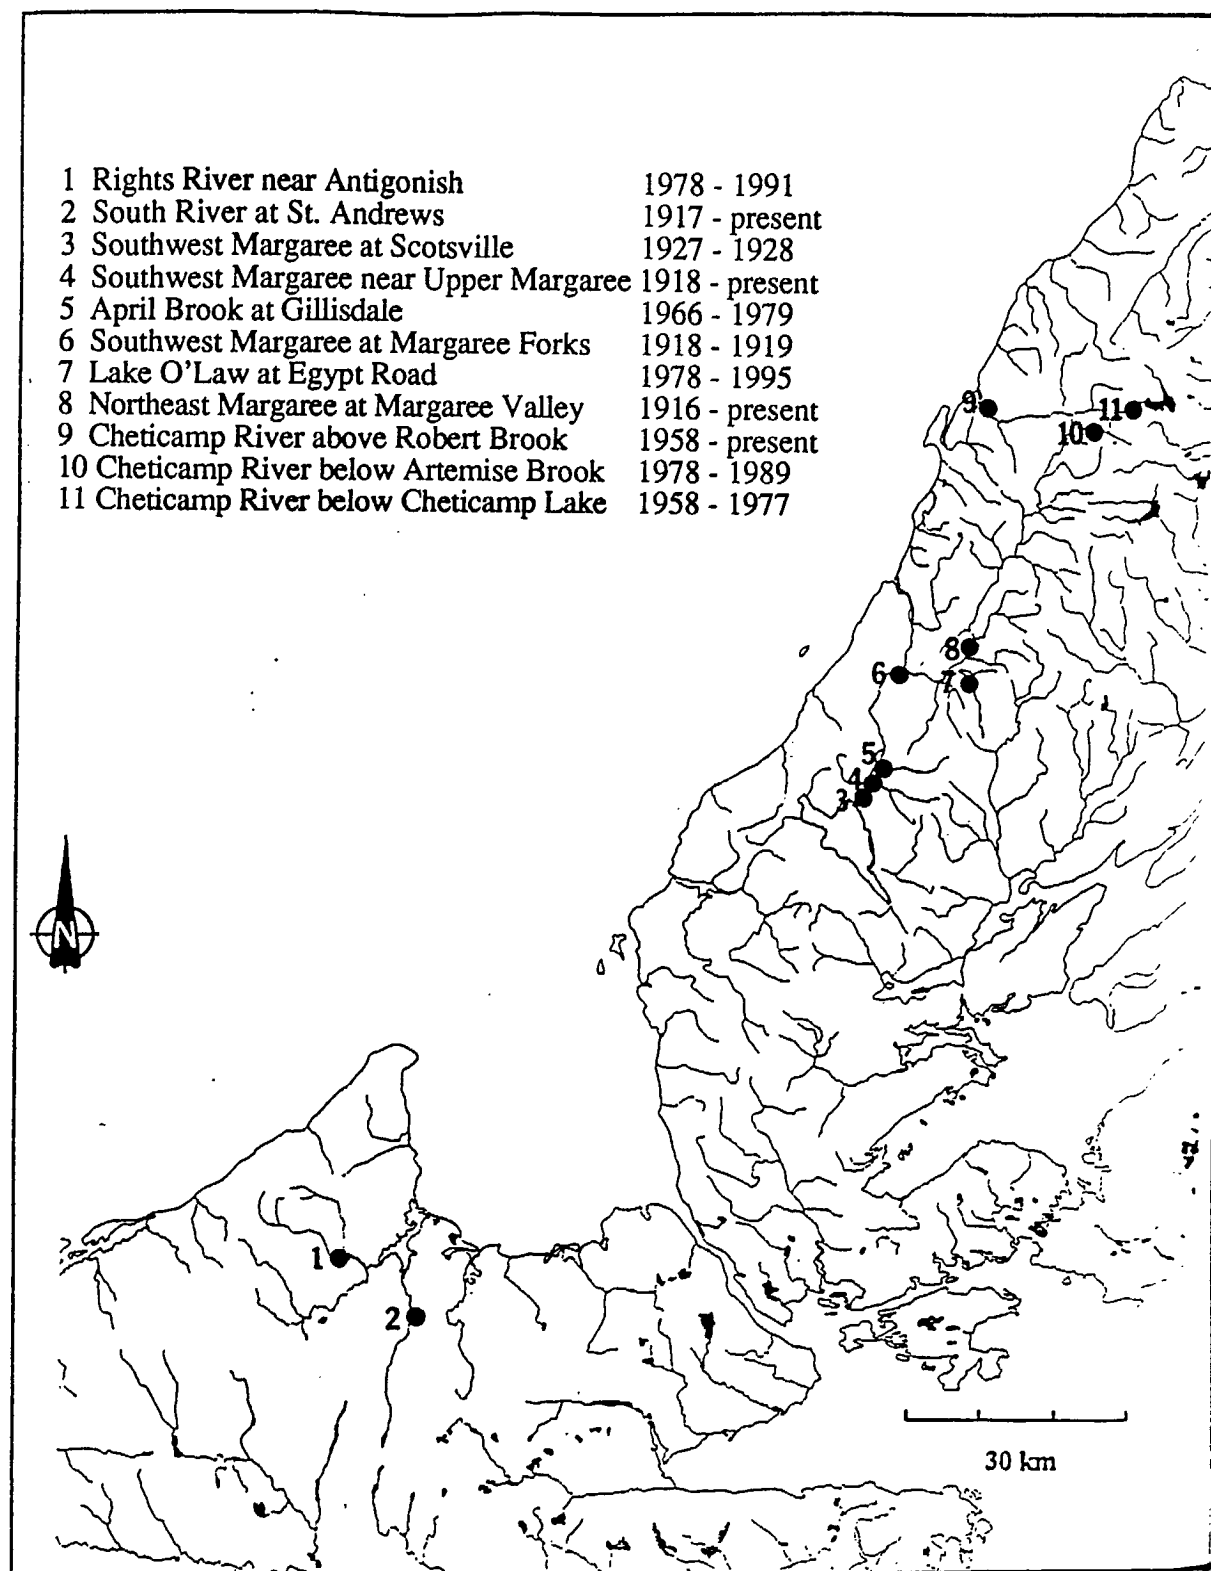 1 Rights River near Antigonish 1978 - 1991
2 South River at St. Andrews 1917 - present
3 Southwest Margaree at Scotsville 1927 - 1928
4 Southwest Margaree near Upper Margaree 1918 - present
5 April Brook at Gillisdale 1966 - 1979
6 Southwest Margaree at Margaree Forks 1918 - 1919
7 Lake O'Law at Egypt Road 1978 - 1995
8 Northeast Margaree at Margaree Valley 1916 - present
9 Cheticamp River above Robert Brook 1958 - present
10 Cheticamp River below Artemise Brook 1978 - 1989
11 Cheticamp River below Cheticamp Lake 1958 - 1977
9
11
10
8
6
7
5
4
3
N
1
2
30 km